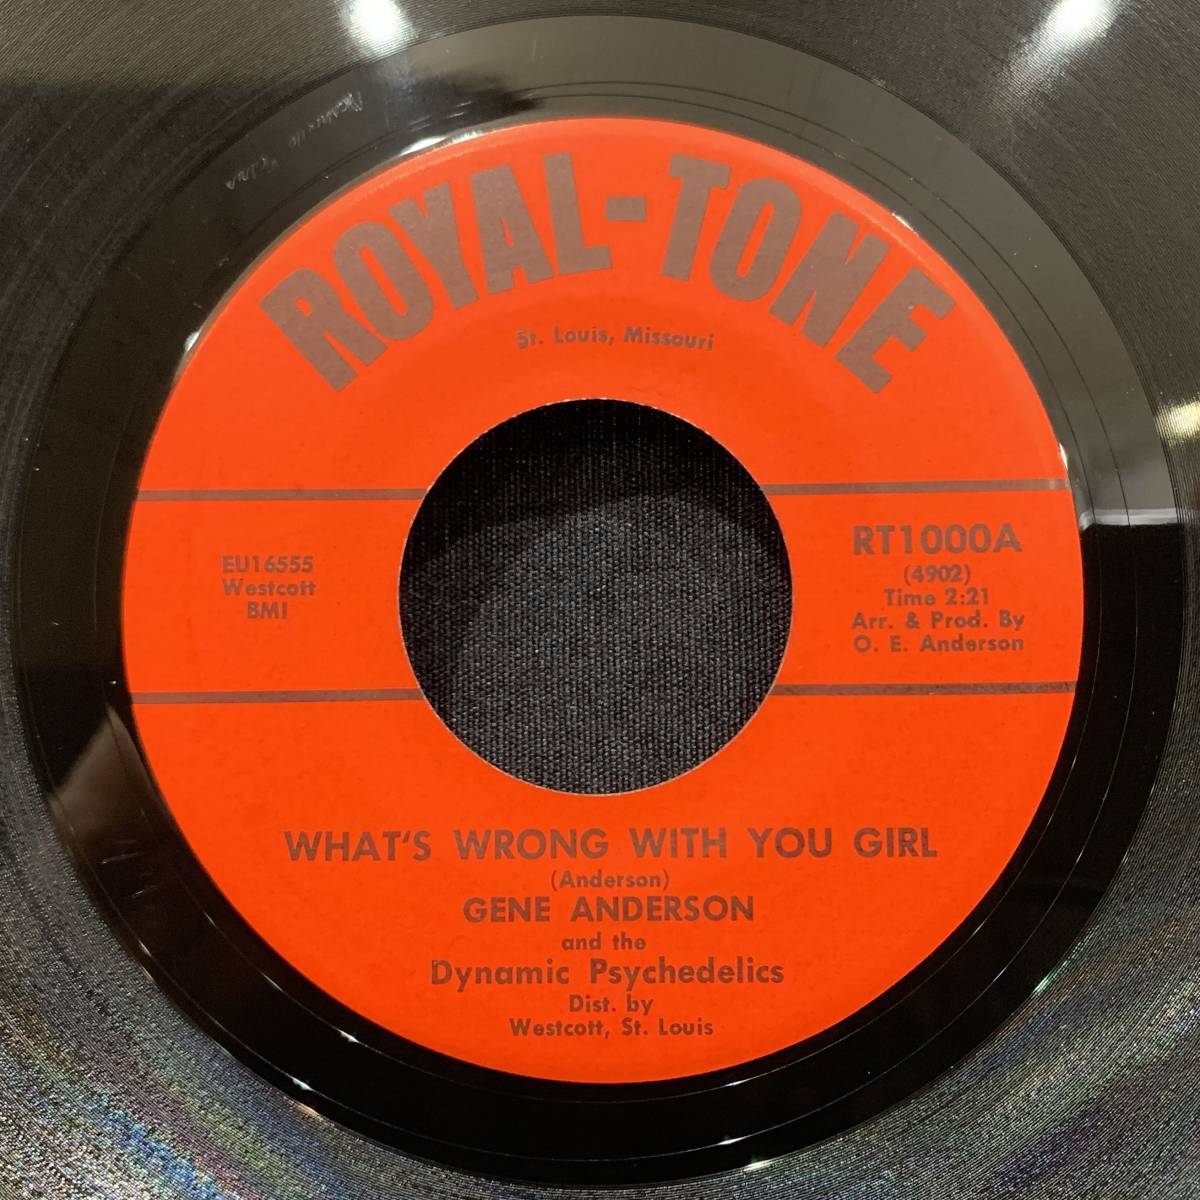 ROYAL-TONE
St. Louis, Missouri
EU16555
Westcott
BMI
RT1000A
(4902)
Time 2:21
Arr. & Prod. By
O. E. Anderson
WHAT'S WRONG WITH YOU GIRL
(Anderson)
GENE ANDERSON
and the
Dynamic Psychedelics
Dist. by
Westcott, St. Louis